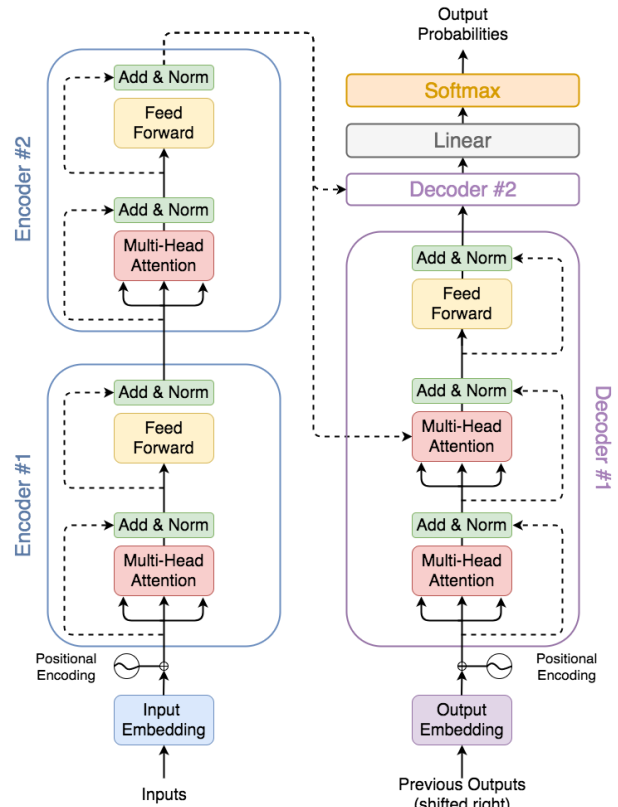 Output
Probabilities
Softmax
Linear
Decoder #2
Add & Norm
Feed
Forward
Add & Norm
Multi-Head
Attention
Encoder #2
Add & Norm
Feed
Forward
Add & Norm
Multi-Head
Attention
Encoder #1
Positional
Encoding
Input
Embedding
Inputs
Add & Norm
Feed
Forward
Add & Norm
Multi-Head
Attention
Add & Norm
Multi-Head
Attention
Decoder #1
Positional
Encoding
Output
Embedding
Previous Outputs
(shifted right)